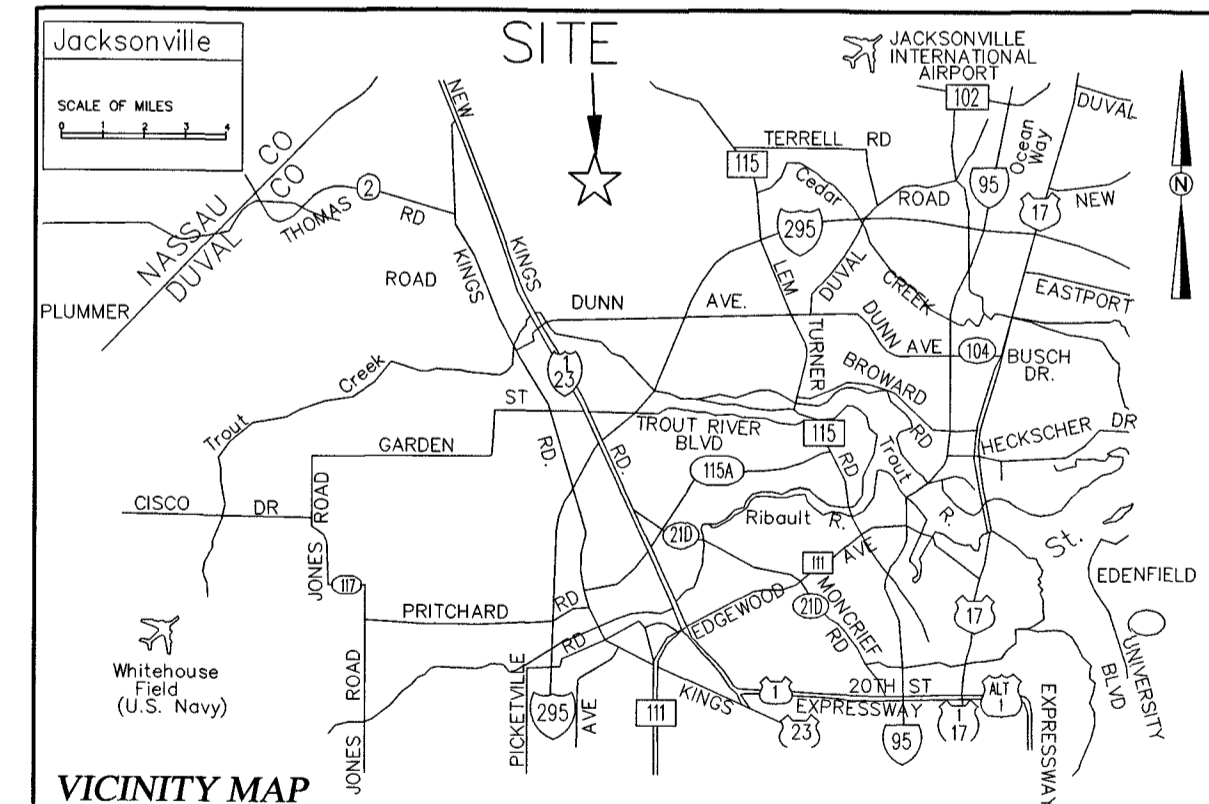 Jacksonville
SCALE OF MILES
0 1 2 3 4
SITE
JACKSONVILLE
INTERNATIONAL
AIRPORT
102
DUVAL
NEW
TERRELL RD
115
Cedar
ROAD
95
Ocean
Way
17
NEW
N
NASSAU CO
DUVAL CO
THOMAS 2 RD
295
KINGS
KINGS
ROAD
LEM
DUVAL
CREEK
EASTPORT
PLUMMER
DUNN AVE.
TURNER
DUNN
AVE 104
BUSCH
DR.
1
23
BROWARD
RD
Trout Creek
ST
TROUT RIVER
BLVD
115
HECKSCHER DR
GARDEN
RD.
RD.
RD
Trout
R.
115A
CISCO DR
ROAD
Ribault R.
21D
St.
JONES
117
111
AVE
EDENFIELD
PRITCHARD RD
EDGEWOOD
21D
MONCRIEF
RD
17
UNIVERSITY
BLVD
Whitehouse
Field
(U.S. Navy)
ROAD
JONES
PICKETVILLE
RD
295
AVE
111
KINGS
1
20TH ST
EXPRESSWAY
ALT
1
EXPRESSWAY
(23)
95
1
(17)
VICINITY MAP